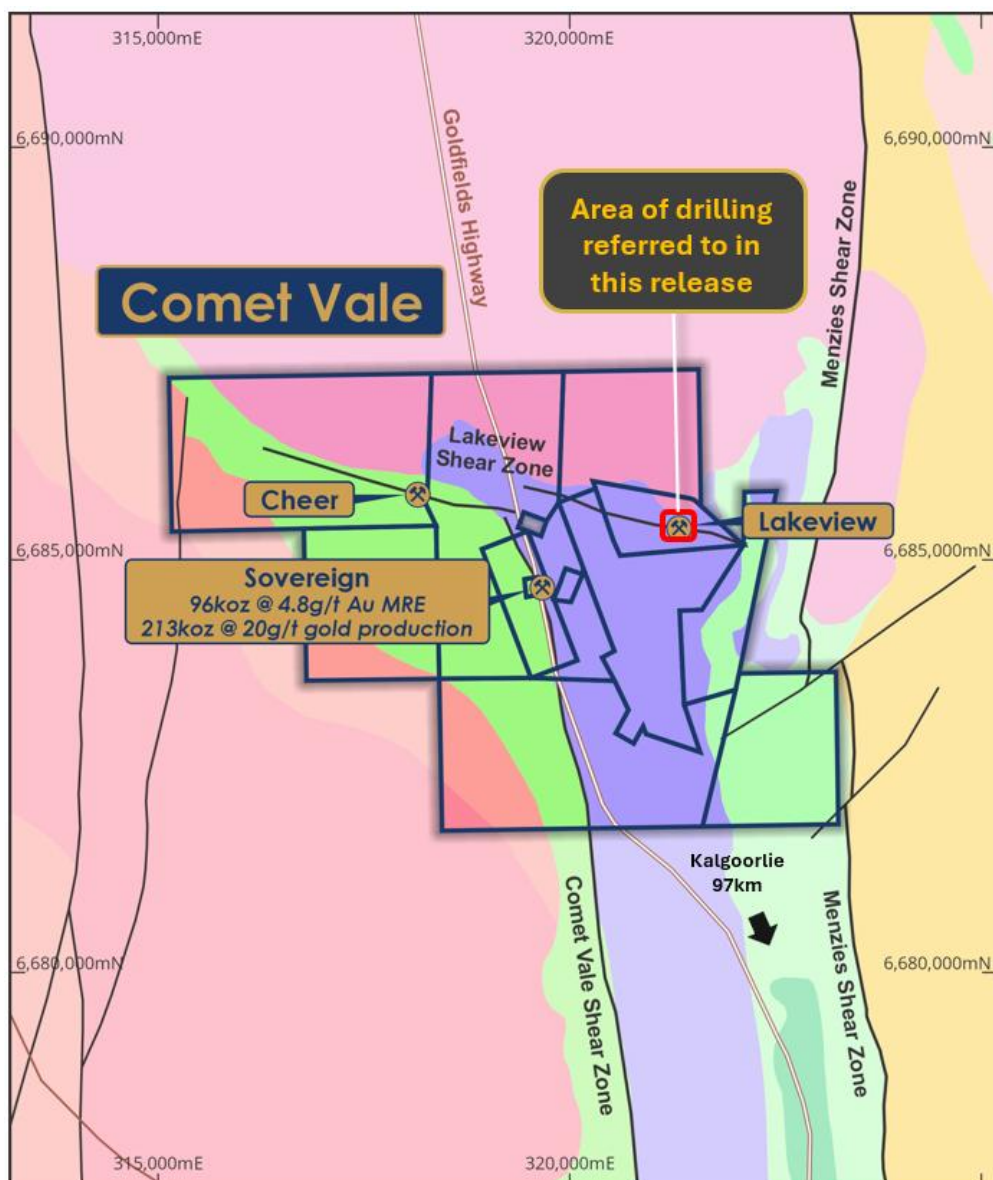 315,000mE
320,000mE
6,690,000mN
6,690,000mN
Goldfields Highway
Area of drilling
referred to in
this release
Menzies Shear Zone
Comet Vale
Lakeview
Shear Zone
Cheer
Lakeview
6,685,000mN
6,685,000mN
Sovereign
96koz @ 4.8g/t Au MRE
213koz @ 20g/t gold production
Kalgoorlie
97km
Comet Vale Shear Zone
Menzies Shear Zone
6,680,000mN
6,680,000mN
315,000mE
320,000mE